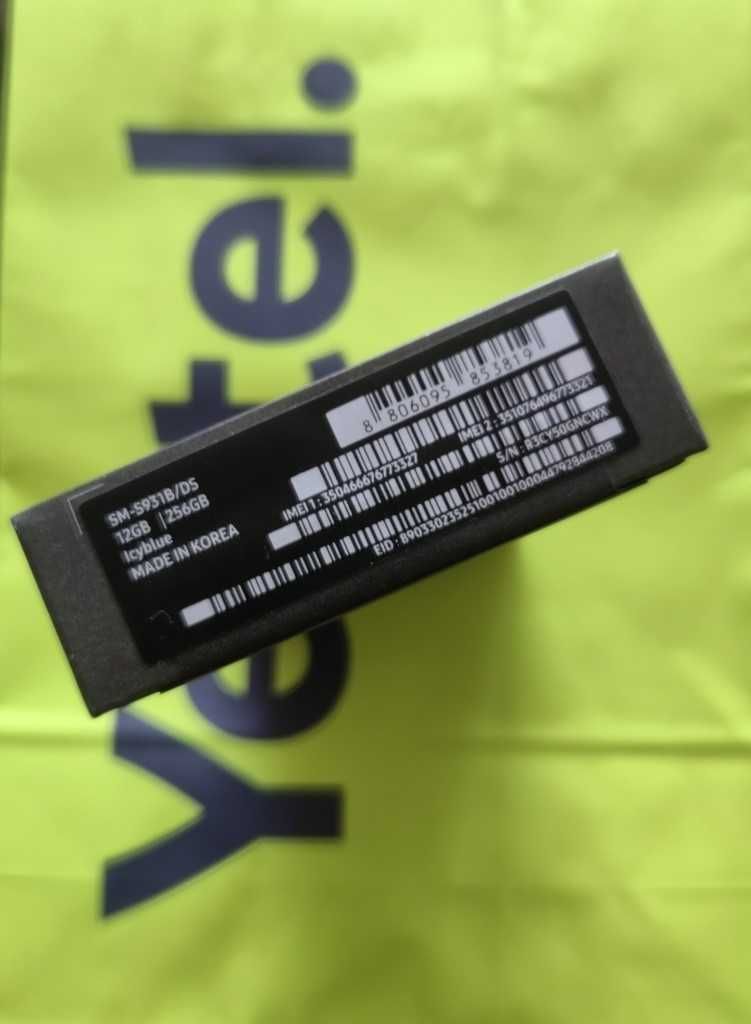 Yettel.
8 806095 853819
IMEI 1 : 350466676773327
IMEI 2 : 351076496773321
S/N : R3CY50GNCWX
EID : 89033023525100100100044792844208
SM-S931B/DS
12GB | 256GB
Icyblue
MADE IN KOREA